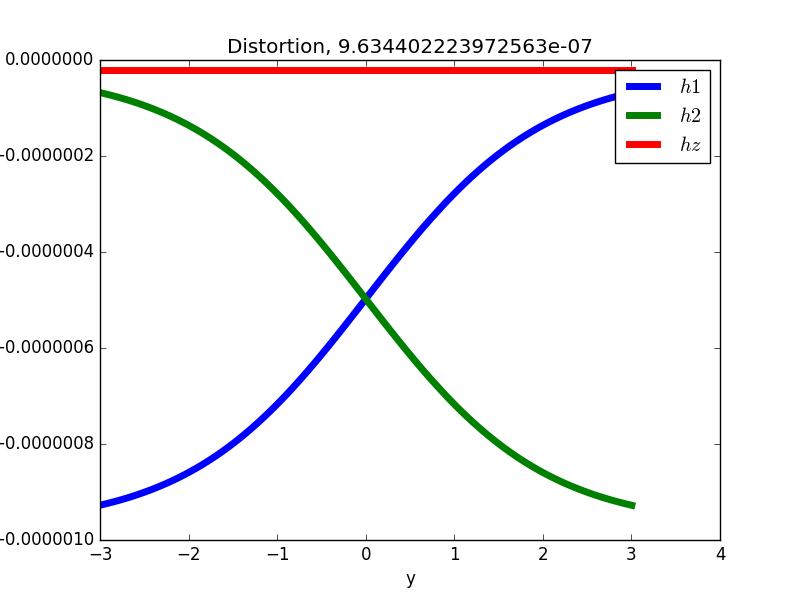 Distortion, 9.634402223972563e-07
0.0000000
-0.0000002
-0.0000004
-0.0000006
-0.0000008
-0.0000010
h1
h2
hz
−3 −2 −1 0 1 2 3 4
y